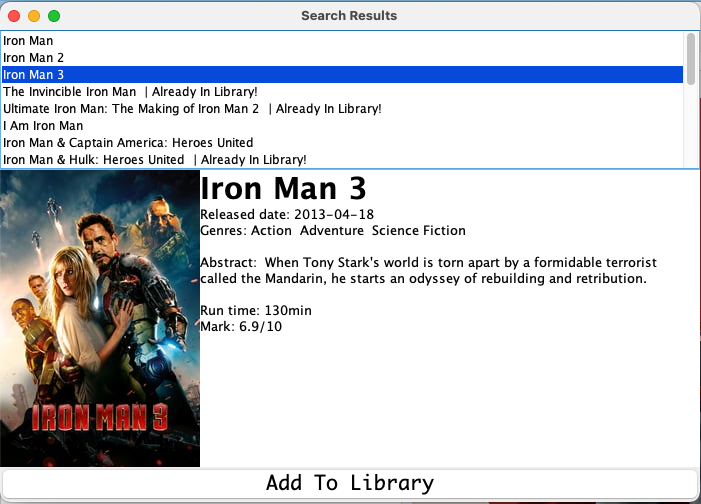 Search Results
Iron Man
Iron Man 2
Iron Man 3
The Invincible Iron Man  | Already In Library!
Ultimate Iron Man: The Making of Iron Man 2  | Already In Library!
I Am Iron Man
Iron Man & Captain America: Heroes United
Iron Man & Hulk: Heroes United  | Already In Library!
Iron Man 3
Released date: 2013-04-18
Genres: Action  Adventure  Science Fiction
Abstract:  When Tony Stark's world is torn apart by a formidable terrorist
called the Mandarin, he starts an odyssey of rebuilding and retribution.
Run time: 130min
Mark: 6.9/10
IRON MAN 3
Add To Library